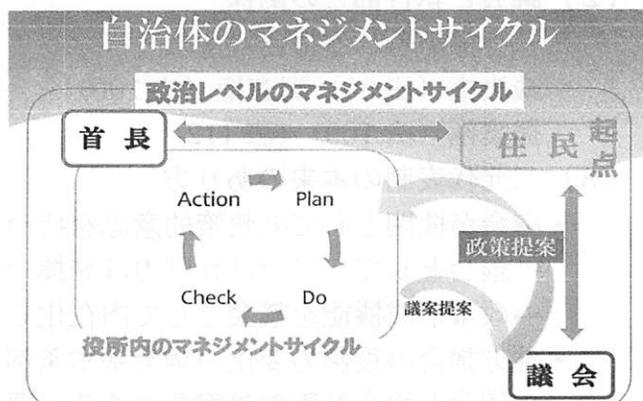 自治体のマネジメントサイクル
政治レベルのマネジメントサイクル
首長
住民
起点
Action
Plan
政策提案
Check
Do
議案提案
役所内のマネジメントサイクル
議会